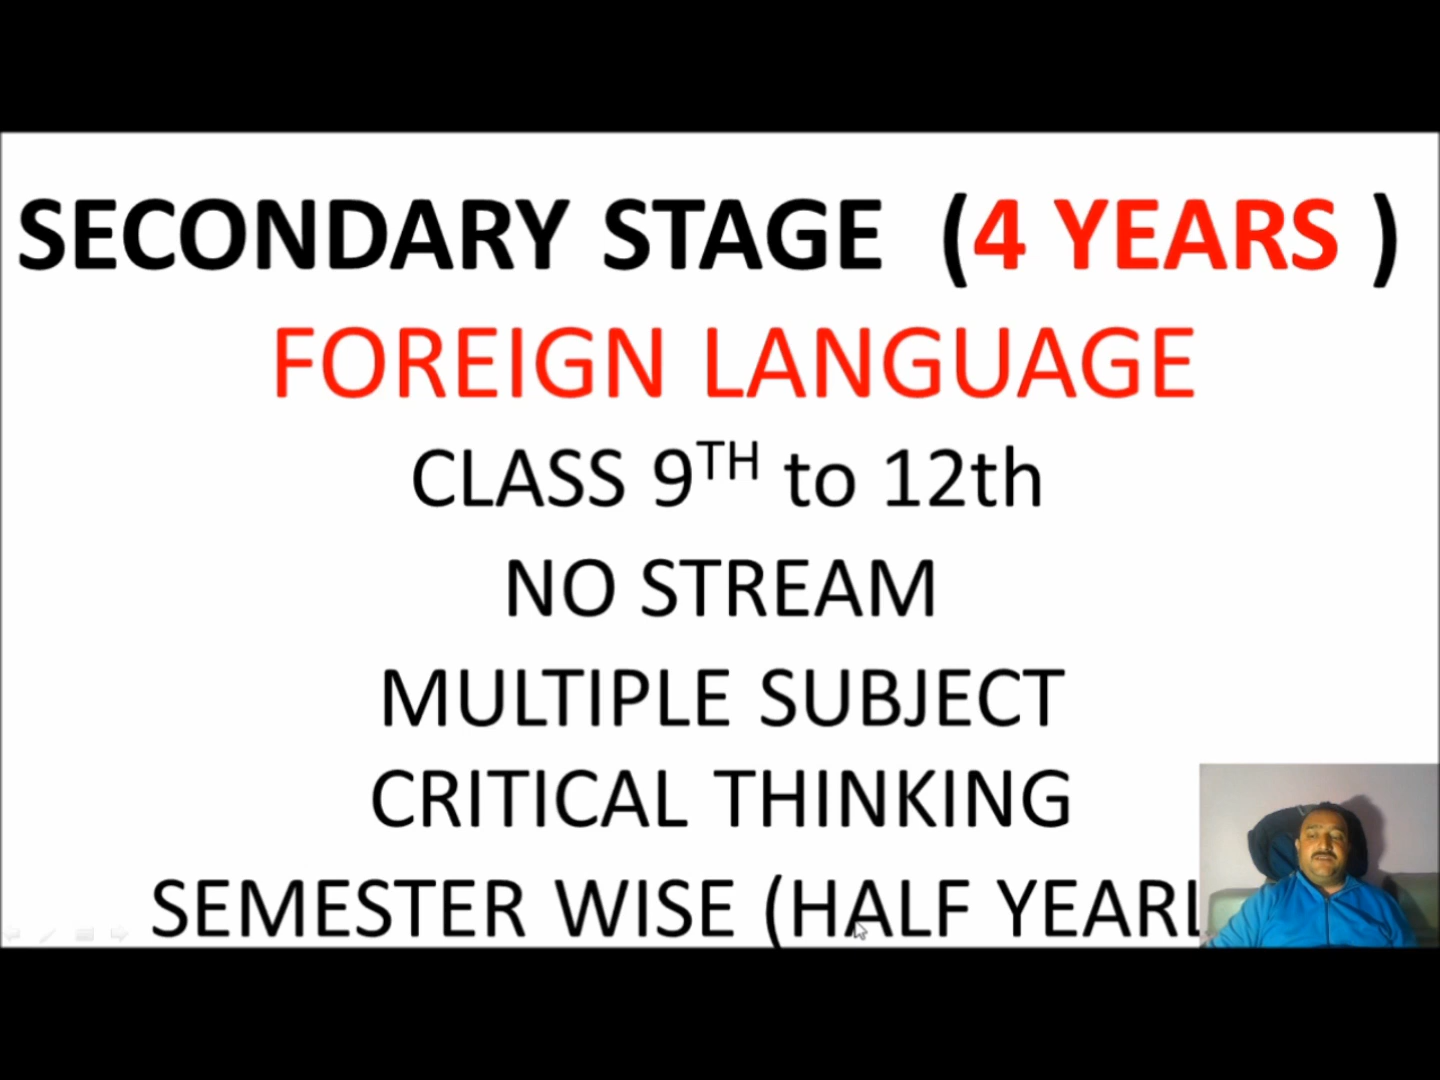 SECONDARY STAGE (4 YEARS )
FOREIGN LANGUAGE
CLASS 9TH to 12th
NO STREAM
MULTIPLE SUBJECT
CRITICAL THINKING
SEMESTER WISE (HALF